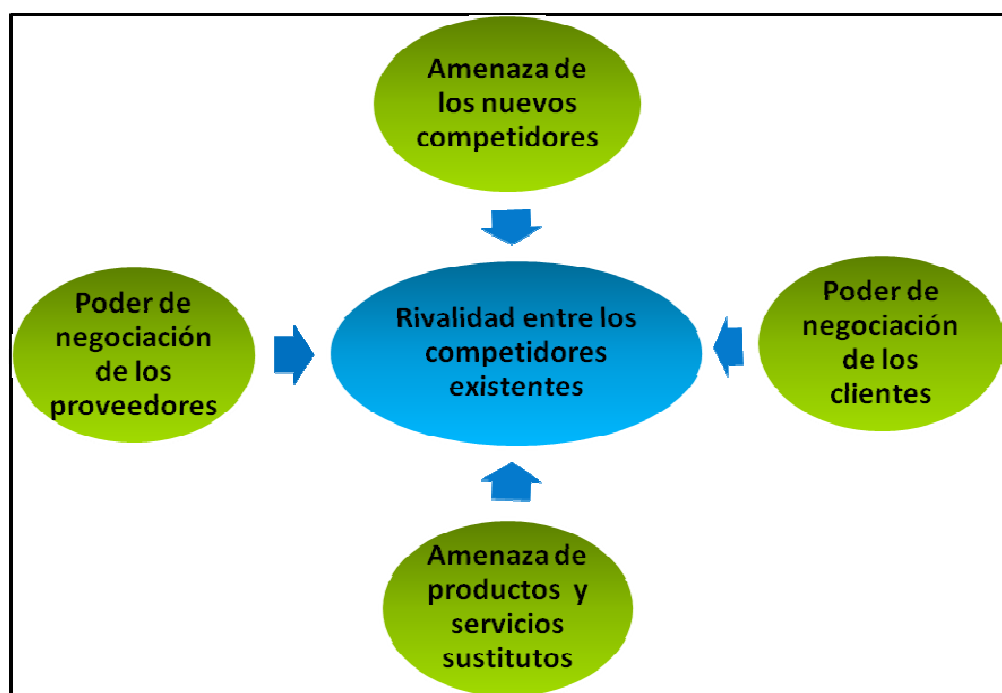 Amenaza de
los nuevos
competidores
Poder de
negociación
de los
proveedores
Rivalidad entre los
competidores
existentes
Poder de
negociación
de los
clientes
Amenaza de
productos y
servicios
sustitutos